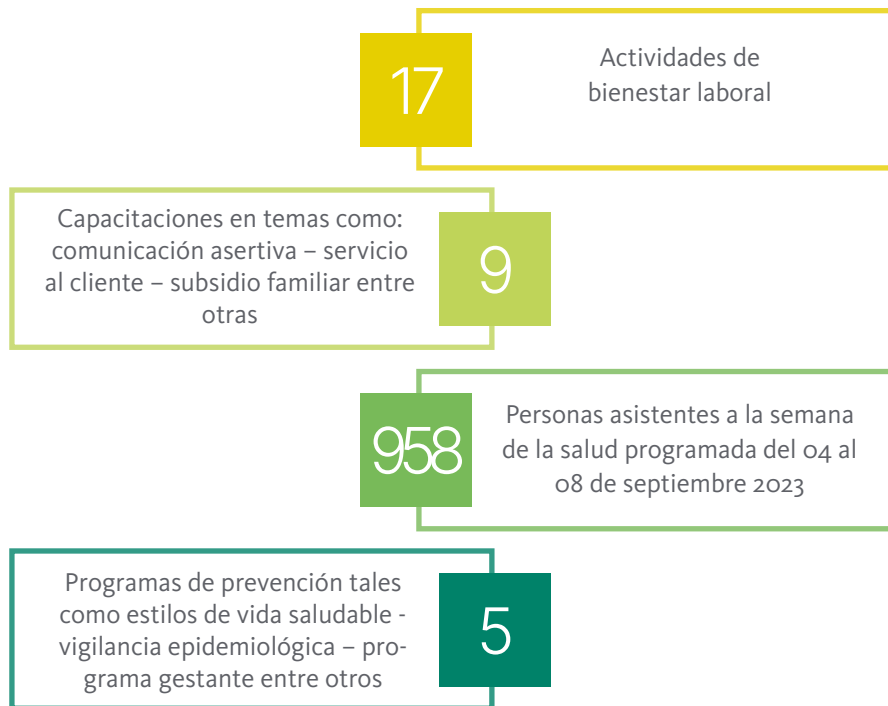 17
Actividades de
bienestar laboral
Capacitaciones en temas como:
comunicación asertiva – servicio
al cliente – subsidio familiar entre
otras
9
958
Personas asistentes a la semana
de la salud programada del 04 al
08 de septiembre 2023
Programas de prevención tales
como estilos de vida saludable -
vigilancia epidemiológica – pro-
grama gestante entre otros
5